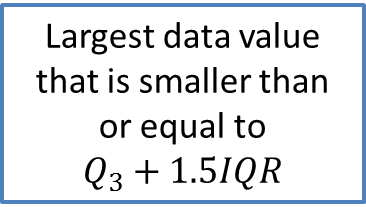 Largest data value
that is smaller than
or equal to
Q₃ + 1.5IQR